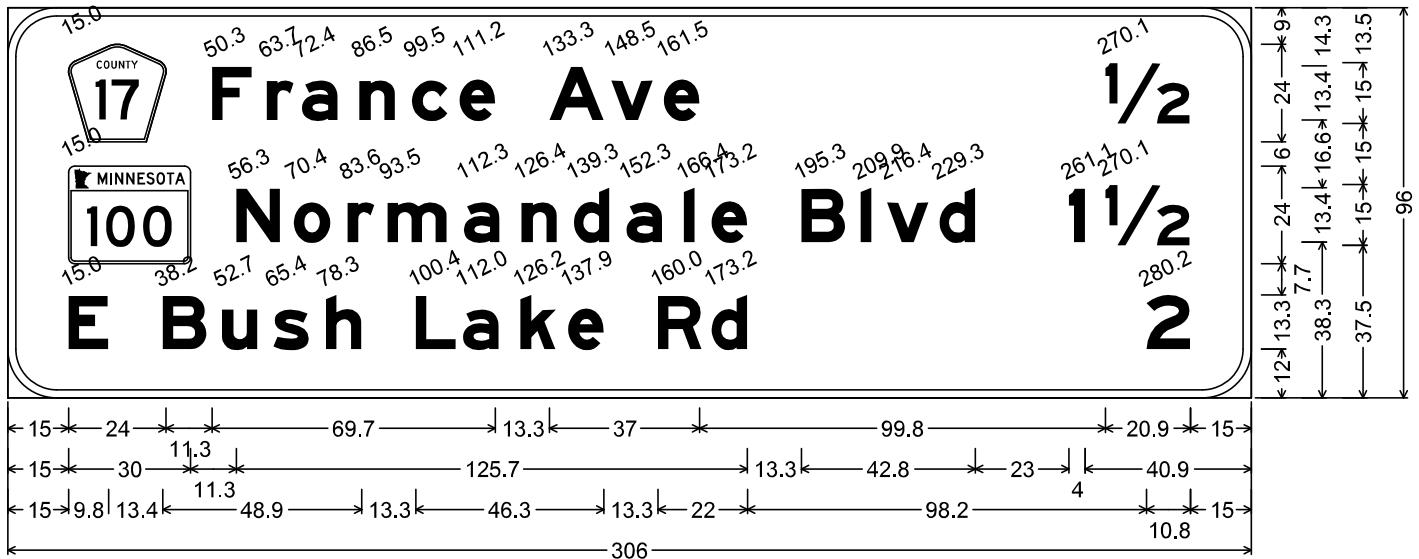 15.0 50.3 63.7 72.4 86.5 99.5 111.2 133.3 148.5 161.5 270.1
COUNTY
17 France Ave 1/2
15.0 56.3 70.4 83.6 93.5 112.3 126.4 139.3 152.3 166.4 173.2 195.3 209.9 216.4 229.3 261.1 270.1
MINNESOTA
100 Normandale Blvd 1 1/2
15.0 38.2 52.7 65.4 78.3 100.4 112.0 126.2 137.9 160.0 173.2 280.2
E Bush Lake Rd 2
15 24 11.3 69.7 13.3 37 99.8 20.9 15
15 30 11.3 125.7 13.3 42.8 23 4 40.9
15 9.8 13.4 48.9 13.3 46.3 13.3 22 98.2 10.8 15
306
9 24 6 24 7.7 13.3 12
14.3 13.4 16.6 13.4 38.3
13.5 15 15 15 37.5
96